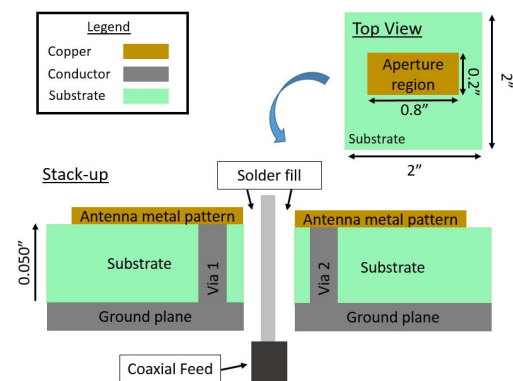 Legend
Copper
Conductor
Substrate
Top View
Aperture
region
0.2”
0.8”
Substrate
2”
2”
Stack-up
Solder fill
Antenna metal pattern
Antenna metal pattern
0.050”
Substrate
Via 1
Via 2
Substrate
Ground plane
Ground plane
Coaxial Feed